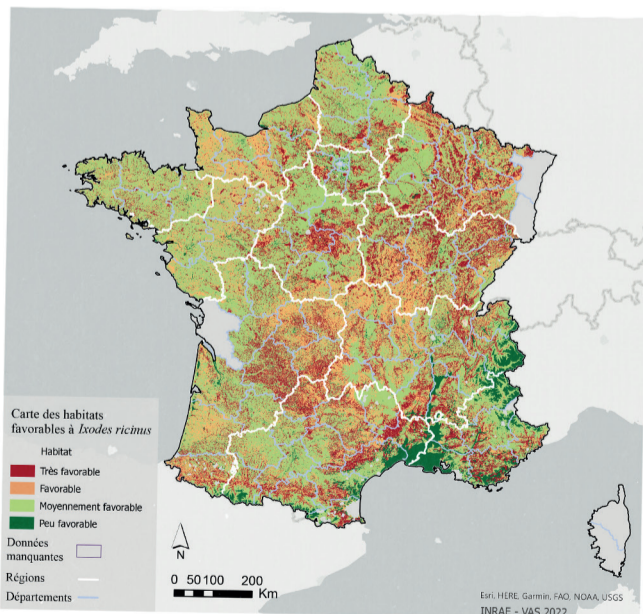 Carte des habitats
favorables à Ixodes ricinus
Habitat
Très favorable
Favorable
Moyennement favorable
Peu favorable
Données
manquantes
Régions
Départements
N
0 50 100 200
Km
Esri, HERE, Garmin, FAO, NOAA, USGS
INRAE - VAS 2022